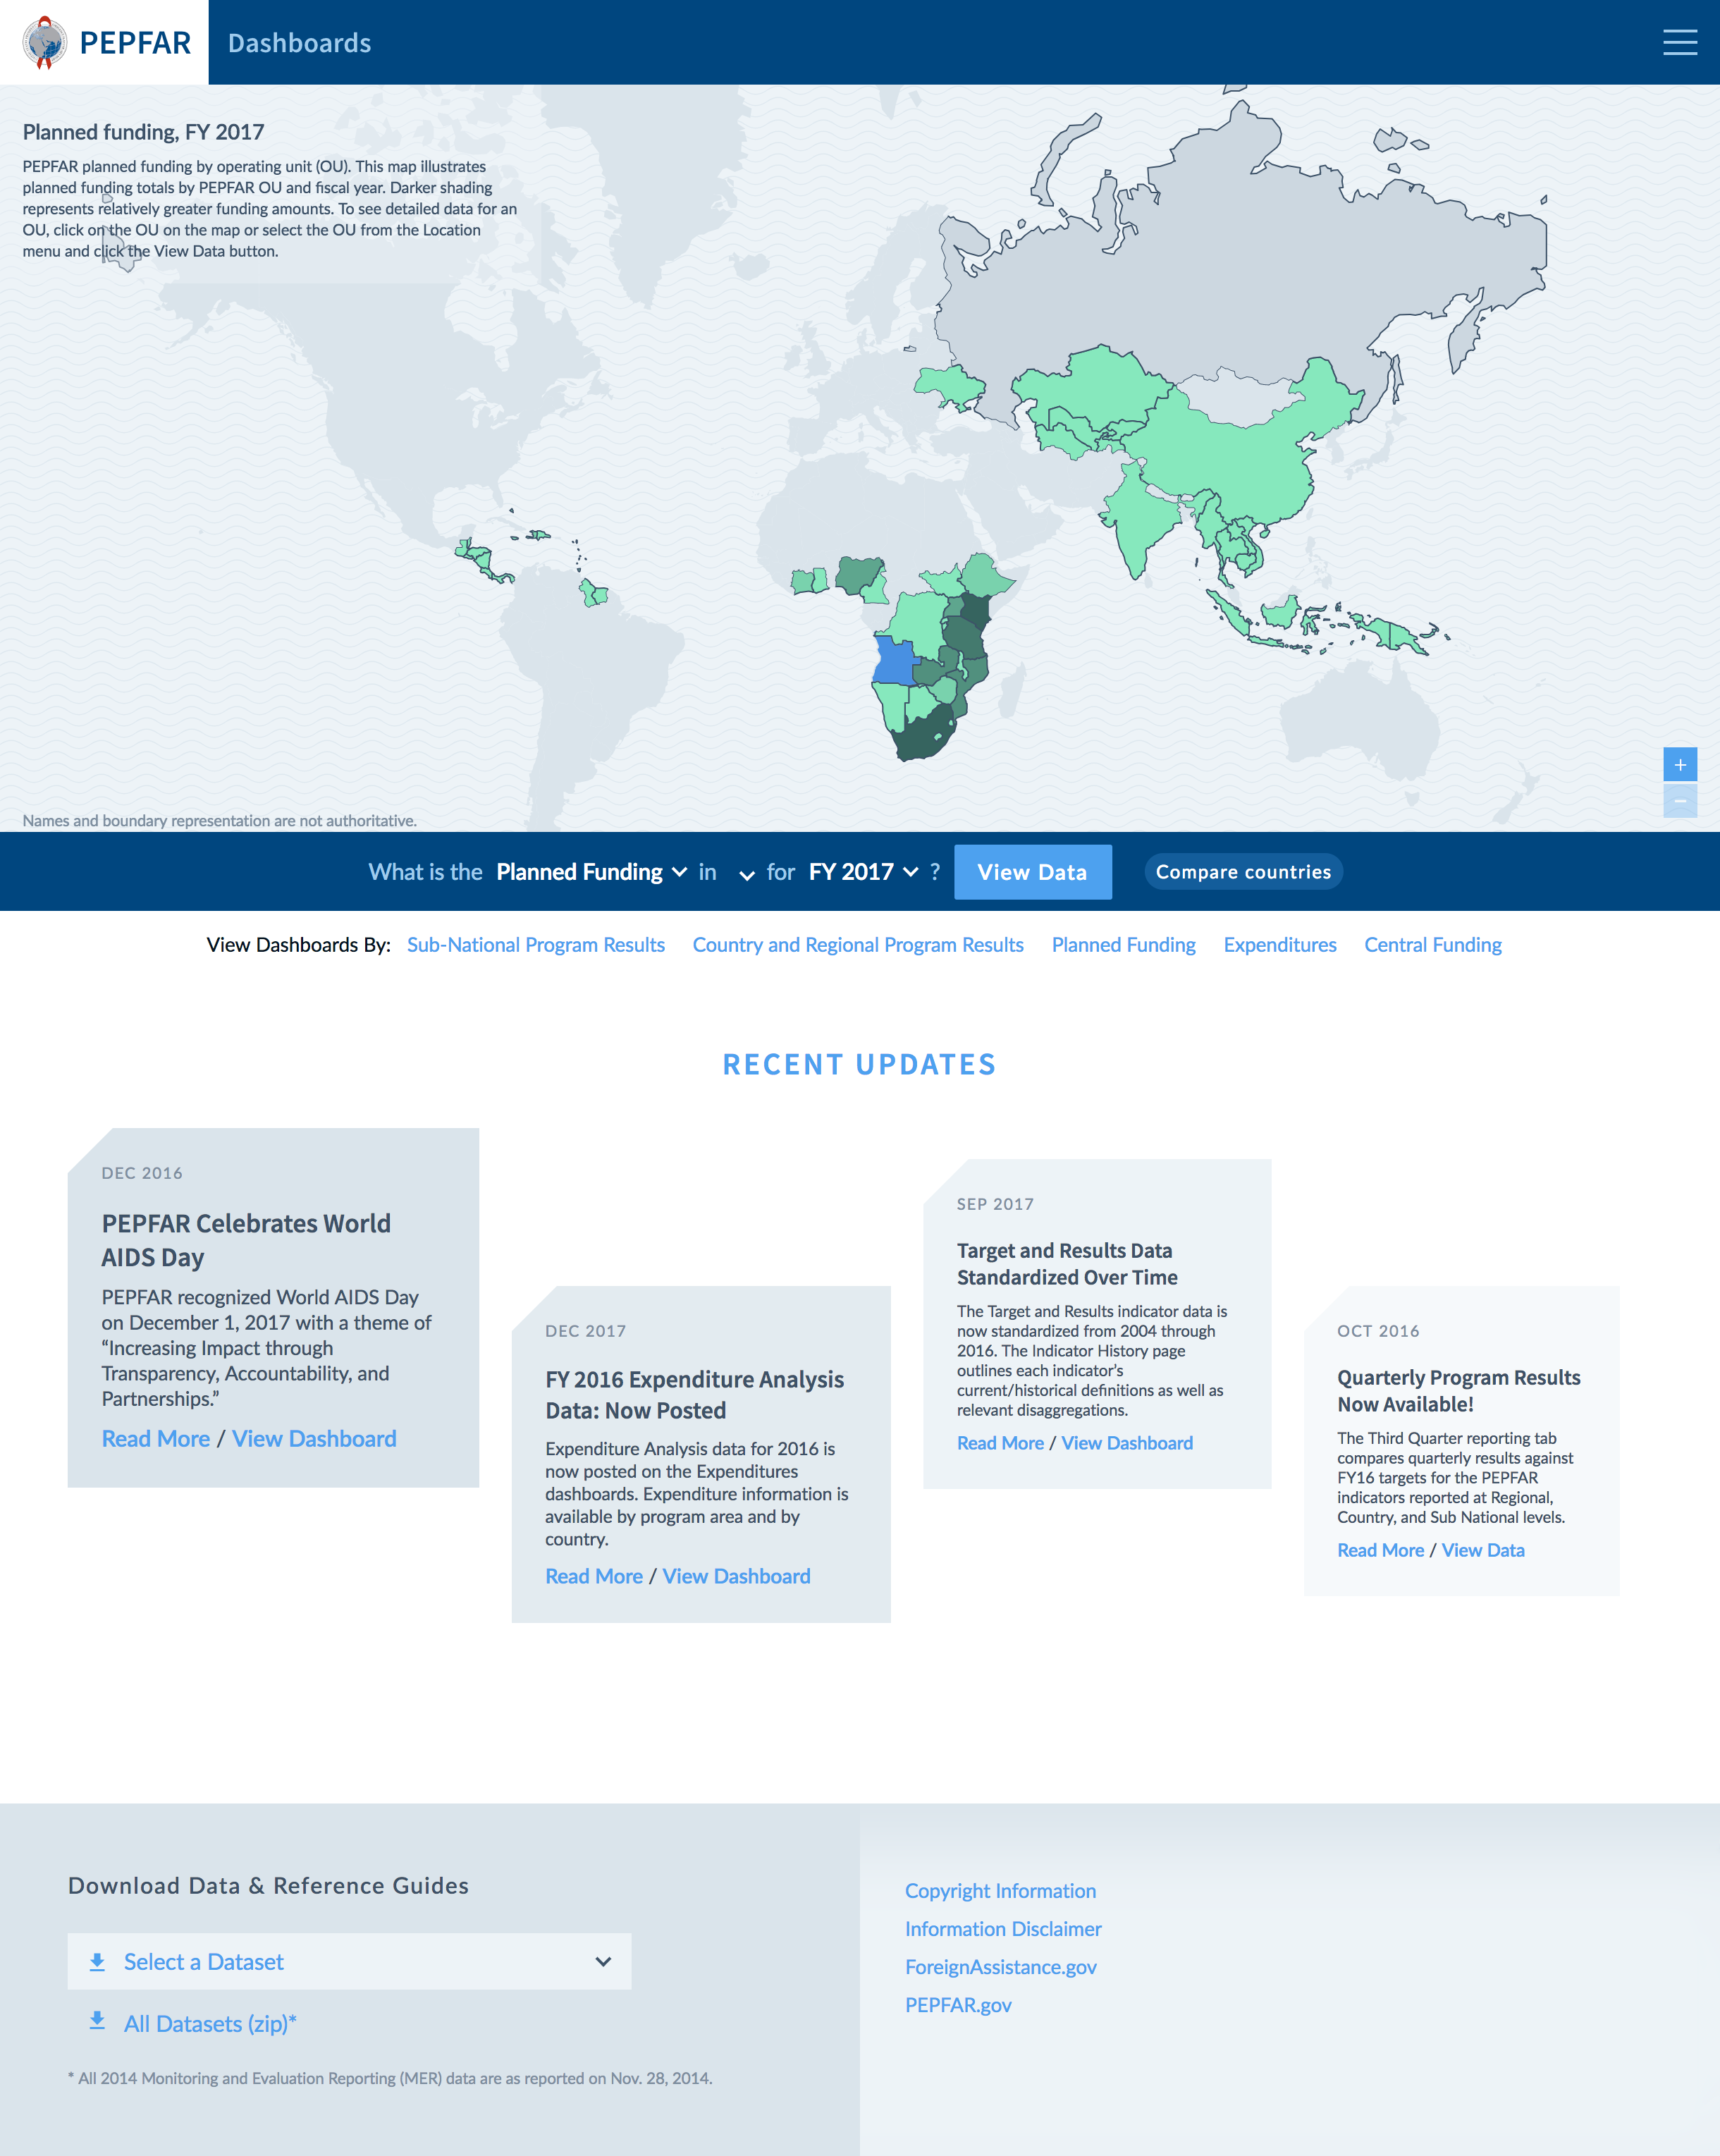 PEPFAR
Dashboards
Planned funding, FY 2017
PEPFAR planned funding by operating unit (OU). This map illustrates
planned funding totals by PEPFAR OU and fiscal year. Darker shading
represents relatively greater funding amounts. To see detailed data for an
OU, click on the OU on the map or select the OU from the Location
menu and click the View Data button.
+
−
Names and boundary representation are not authoritative.
What is the Planned Funding in for FY 2017 ? View Data Compare countries
View Dashboards By: Sub-National Program Results Country and Regional Program Results Planned Funding Expenditures Central Funding
RECENT UPDATES
DEC 2016
PEPFAR Celebrates World
AIDS Day
PEPFAR recognized World AIDS Day
on December 1, 2017 with a theme of
“Increasing Impact through
Transparency, Accountability, and
Partnerships.”
Read More / View Dashboard
DEC 2017
FY 2016 Expenditure Analysis
Data: Now Posted
Expenditure Analysis data for 2016 is
now posted on the Expenditures
dashboards. Expenditure information is
available by program area and by
country.
Read More / View Dashboard
SEP 2017
Target and Results Data
Standardized Over Time
The Target and Results indicator data is
now standardized from 2004 through
2016. The Indicator History page
outlines each indicator's
current/historical definitions as well as
relevant disaggregations.
Read More / View Dashboard
OCT 2016
Quarterly Program Results
Now Available!
The Third Quarter reporting tab
compares quarterly results against
FY16 targets for the PEPFAR
indicators reported at Regional,
Country, and Sub National levels.
Read More / View Data
Download Data & Reference Guides
Select a Dataset
All Datasets (zip)*
* All 2014 Monitoring and Evaluation Reporting (MER) data are as reported on Nov. 28, 2014.
Copyright Information
Information Disclaimer
ForeignAssistance.gov
PEPFAR.gov